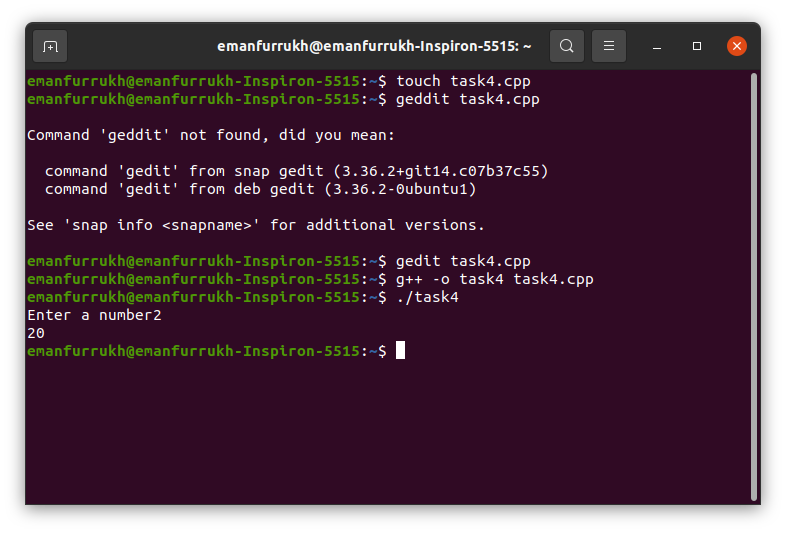 emanfurrukh@emanfurrukh-Inspiron-5515: ~
emanfurrukh@emanfurrukh-Inspiron-5515:~$ touch task4.cpp
emanfurrukh@emanfurrukh-Inspiron-5515:~$ geddit task4.cpp
Command 'geddit' not found, did you mean:
command 'gedit' from snap gedit (3.36.2+git14.c07b37c55)
command 'gedit' from deb gedit (3.36.2-0ubuntu1)
See 'snap info <snapname>' for additional versions.
emanfurrukh@emanfurrukh-Inspiron-5515:~$ gedit task4.cpp
emanfurrukh@emanfurrukh-Inspiron-5515:~$ g++ -o task4 task4.cpp
emanfurrukh@emanfurrukh-Inspiron-5515:~$ ./task4
Enter a number2
20
emanfurrukh@emanfurrukh-Inspiron-5515:~$